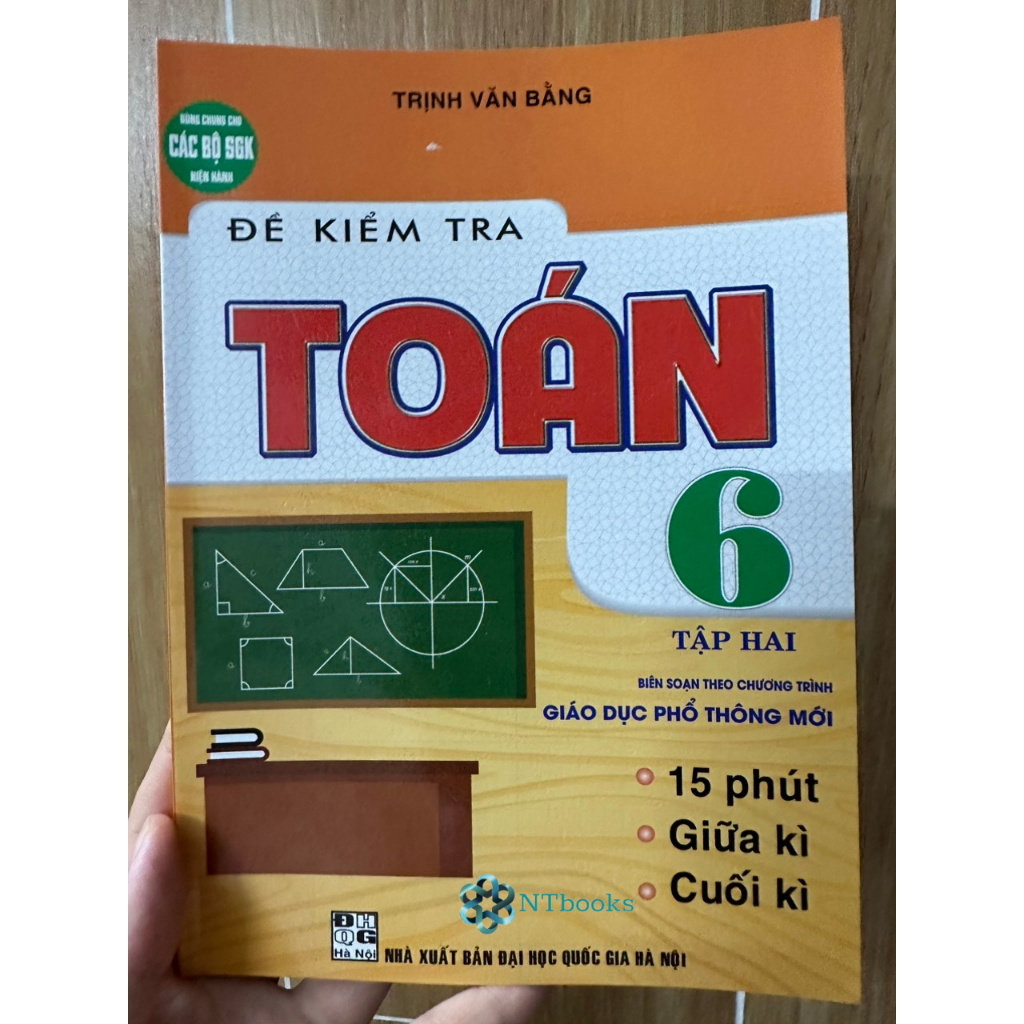 TRỊNH VĂN BẰNG
DÙNG CHUNG CHO
CÁC BỘ SGK
HIỆN HÀNH
ĐỀ KIỂM TRA
TOÁN
6
TẬP HAI
BIÊN SOẠN THEO CHƯƠNG TRÌNH
GIÁO DỤC PHỔ THÔNG MỚI
15 phút
Giữa kì
Cuối kì
NTbooks
ĐH
QG
Hà Nội
NHÀ XUẤT BẢN ĐẠI HỌC QUỐC GIA HÀ NỘI